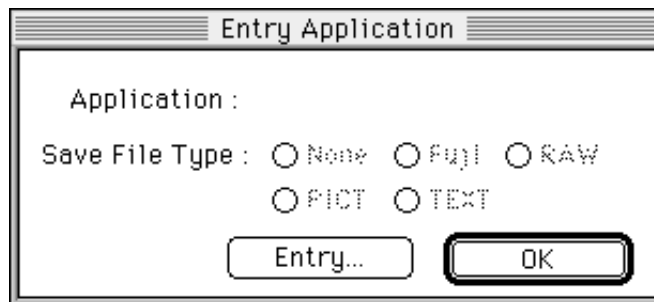 Entry Application
Application :
Save File Type : None Fuji RAW
PICT TEXT
Entry... OK